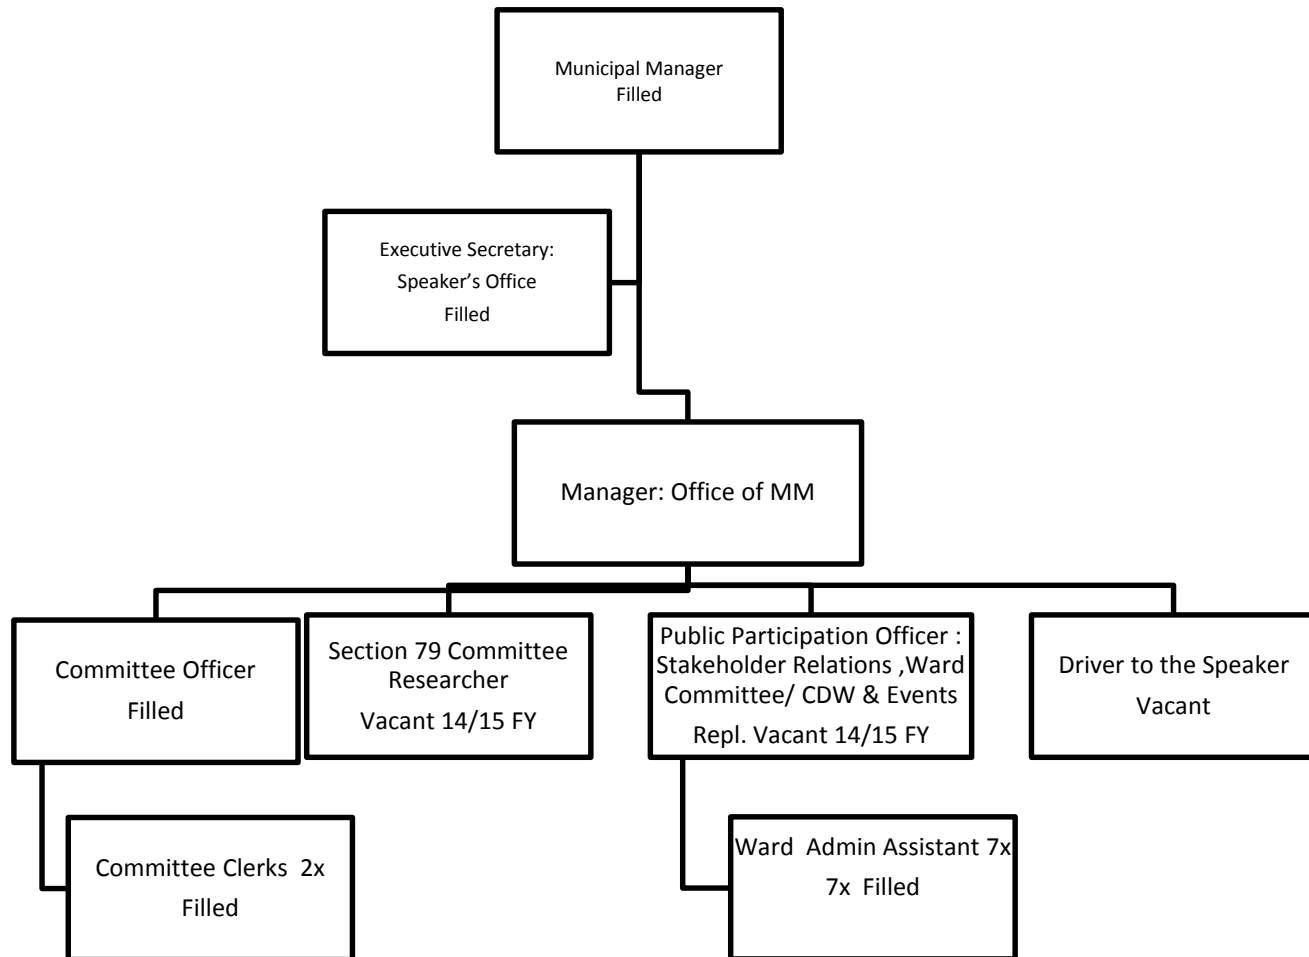 Municipal Manager
Filled
Executive Secretary:
Speaker’s Office
Filled
Manager: Office of MM
Committee Officer
Filled
Section 79 Committee
Researcher
Vacant 14/15 FY
Public Participation Officer :
Stakeholder Relations ,Ward
Committee/ CDW & Events
Repl. Vacant 14/15 FY
Driver to the Speaker
Vacant
Committee Clerks  2x
Filled
Ward  Admin Assistant 7x
7x  Filled